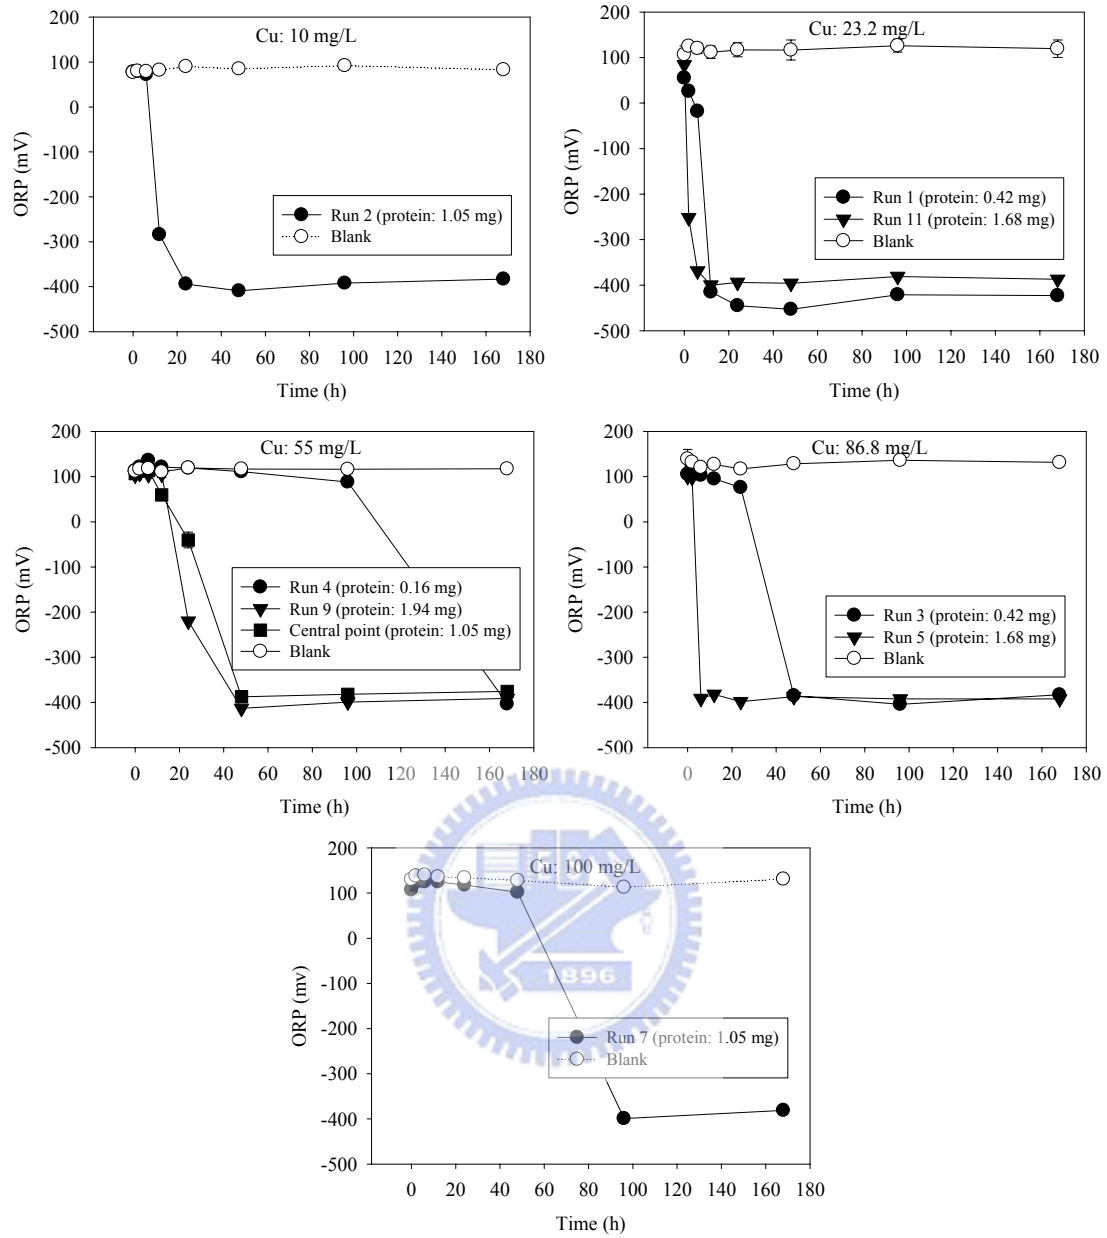 Cu: 10 mg/L
200
100
0
-100
-200
-300
-400
-500
ORP (mV)
Run 2 (protein: 1.05 mg)
Blank
0 20 40 60 80 100 120 140 160 180
Time (h)
Cu: 23.2 mg/L
200
100
0
-100
-200
-300
-400
-500
ORP (mV)
Run 1 (protein: 0.42 mg)
Run 11 (protein: 1.68 mg)
Blank
0 20 40 60 80 100 120 140 160 180
Time (h)
Cu: 55 mg/L
200
100
0
-100
-200
-300
-400
-500
ORP (mV)
Run 4 (protein: 0.16 mg)
Run 9 (protein: 1.94 mg)
Central point (protein: 1.05 mg)
Blank
0 20 40 60 80 100 120 140 160 180
Time (h)
Cu: 86.8 mg/L
200
100
0
-100
-200
-300
-400
-500
ORP (mV)
Run 3 (protein: 0.42 mg)
Run 5 (protein: 1.68 mg)
Blank
0 20 40 60 80 100 120 140 160 180
Time (h)
Cu: 100 mg/L
200
100
0
-100
-200
-300
-400
-500
ORP (mv)
1896
Run 7 (protein: 1.05 mg)
Blank
0 20 40 60 80 100 120 140 160 180
Time (h)